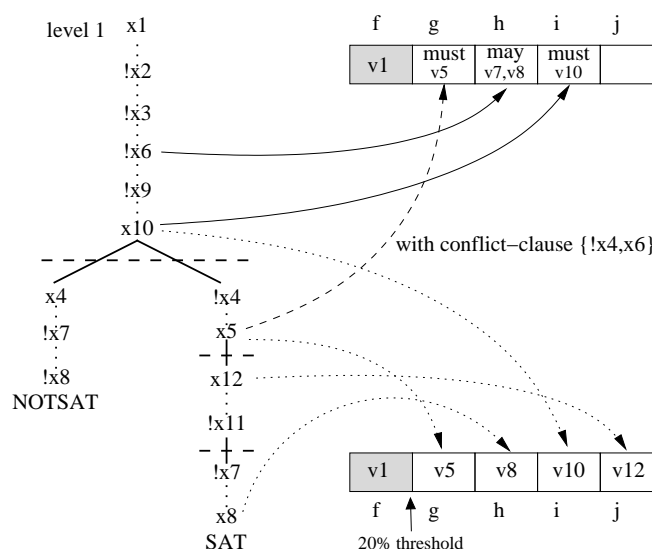 level 1
x1
!x2
!x3
!x6
!x9
x10
x4
!x7
!x8
NOTSAT
!x4
x5
x12
!x11
!x7
x8
SAT
f g h i j
v1 must may must
v5 v7,v8 v10
with conflict−clause {!x4,x6}
v1 v5 v8 v10 v12
f g h i j
20% threshold